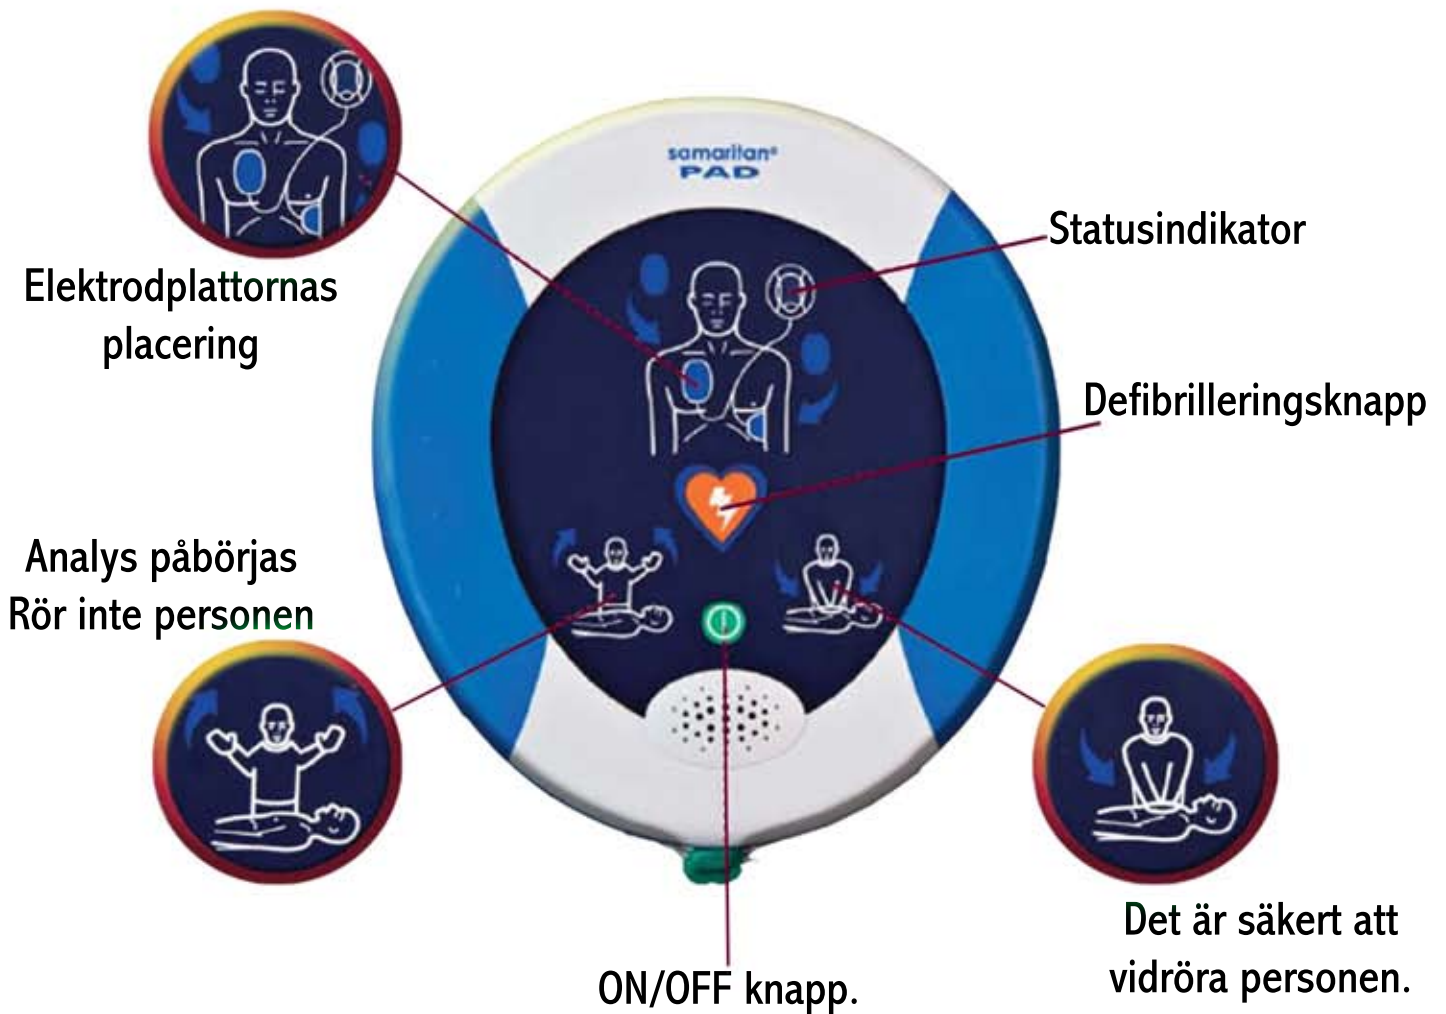 samaritan®
PAD
Elektrodplattornas
placering
Statusindikator
Defibrilleringsknapp
Analys påbörjas
Rör inte personen
Det är säkert att
vidröra personen.
ON/OFF knapp.